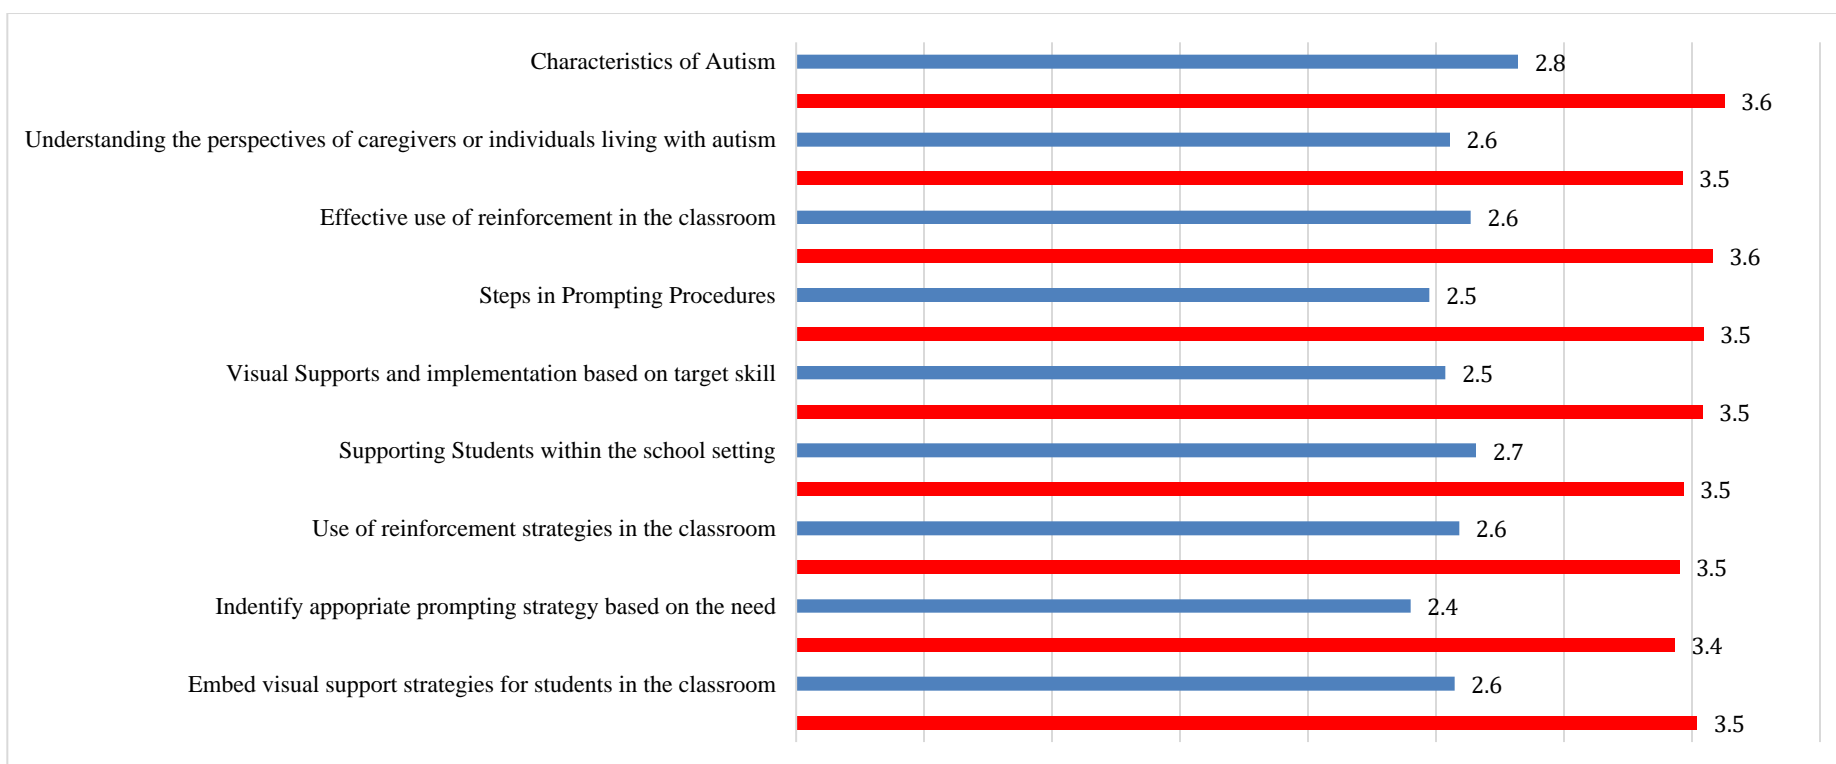 Characteristics of Autism 2.8
3.6
Understanding the perspectives of caregivers or individuals living with autism 2.6
3.5
Effective use of reinforcement in the classroom 2.6
3.6
Steps in Prompting Procedures 2.5
3.5
Visual Supports and implementation based on target skill 2.5
3.5
Supporting Students within the school setting 2.7
3.5
Use of reinforcement strategies in the classroom 2.6
3.5
Indentify appopriate prompting strategy based on the need 2.4
3.4
Embed visual support strategies for students in the classroom 2.6
3.5